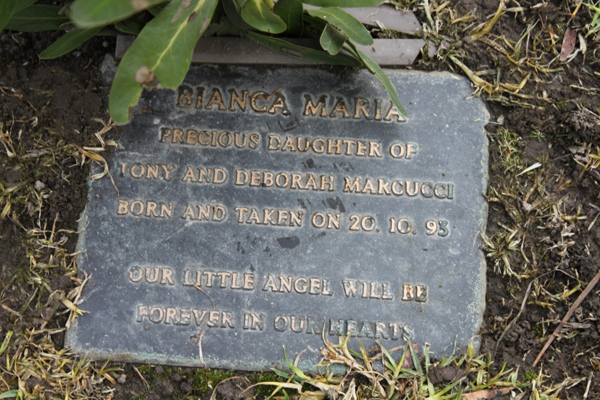 BIANCA MARIA
PRECIOUS DAUGHTER OF
TONY AND DEBORAH MARCUCCI
BORN AND TAKEN ON 20. 10. 93
OUR LITTLE ANGEL WILL BE
FOREVER IN OUR HEARTS